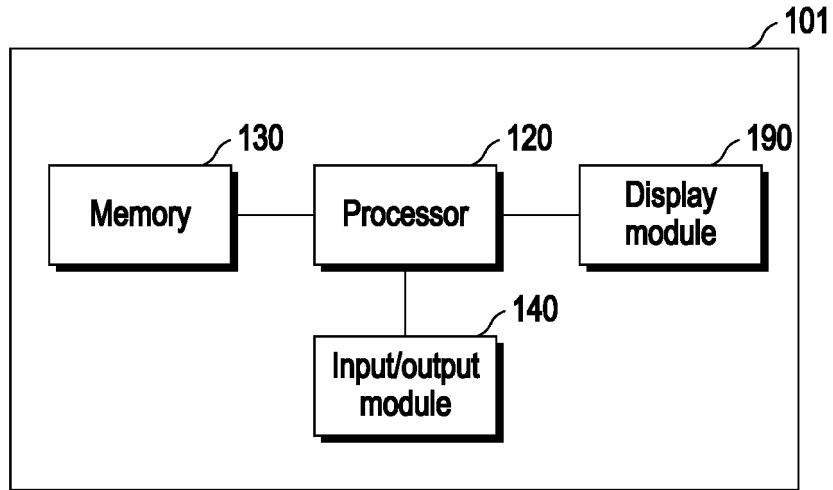 101
130
120
190
Memory
Processor
Display
module
140
Input/output
module